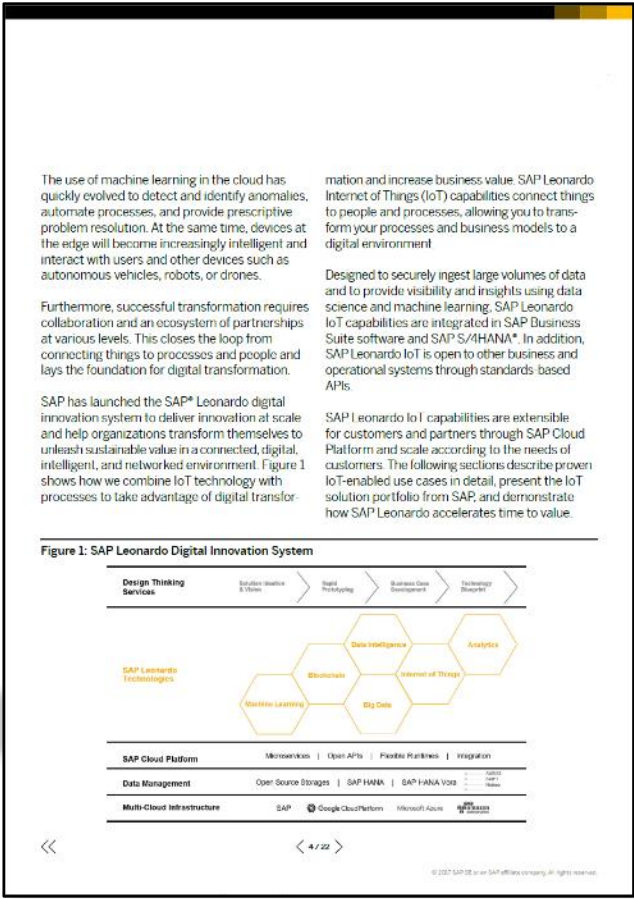 The use of machine learning in the cloud has
quickly evolved to detect and identify anomalies,
automate processes, and provide prescriptive
problem resolution. At the same time, devices at
the edge will become increasingly intelligent and
interact with users and other devices such as
autonomous vehicles, robots, or drones.
Furthermore, successful transformation requires
collaboration and an ecosystem of partnerships
at various levels. This closes the loop from
connecting things to processes and people and
lays the foundation for digital transformation.
SAP has launched the SAP® Leonardo digital
innovation system to deliver innovation at scale
and help organizations transform themselves to
unleash sustainable value in a connected, digital,
intelligent, and networked environment. Figure 1
shows how we combine IoT technology with
processes to take advantage of digital transfor-
mation and increase business value. SAP Leonardo
Internet of Things (IoT) capabilities connect things
to people and processes, allowing you to trans-
form your processes and business models to a
digital environment
Designed to securely ingest large volumes of data
and to provide visibility and insights using data
science and machine learning, SAP Leonardo
IoT capabilities are integrated in SAP Business
Suite software and SAP S/4HANA®. In addition,
SAP Leonardo IoT is open to other business and
operational systems through standards-based
APIs.
SAP Leonardo IoT capabilities are extensible
for customers and partners through SAP Cloud
Platform and scale according to the needs of
customers. The following sections describe proven
IoT-enabled use cases in detail, present the IoT
solution portfolio from SAP, and demonstrate
how SAP Leonardo accelerates time to value.
Figure 1: SAP Leonardo Digital Innovation System
Design Thinking
Services
Solution Ideation
& Vision
Rapid
Prototyping
Business Case
Development
Technology
Blueprint
SAP Leonardo
Technologies
Data Intelligence
Analytics
Blockchain
Internet of Things
Machine Learning
Big Data
SAP Cloud Platform
Microservices | Open APIs | Flexible Runtimes | Integration
Data Management
Open Source Storages | SAP HANA | SAP HANA Vora
Multi-Cloud Infrastructure
SAP Google Cloud Platform Microsoft Azure
4 / 22
© 2017 SAP SE or an SAP affiliate company. All rights reserved.